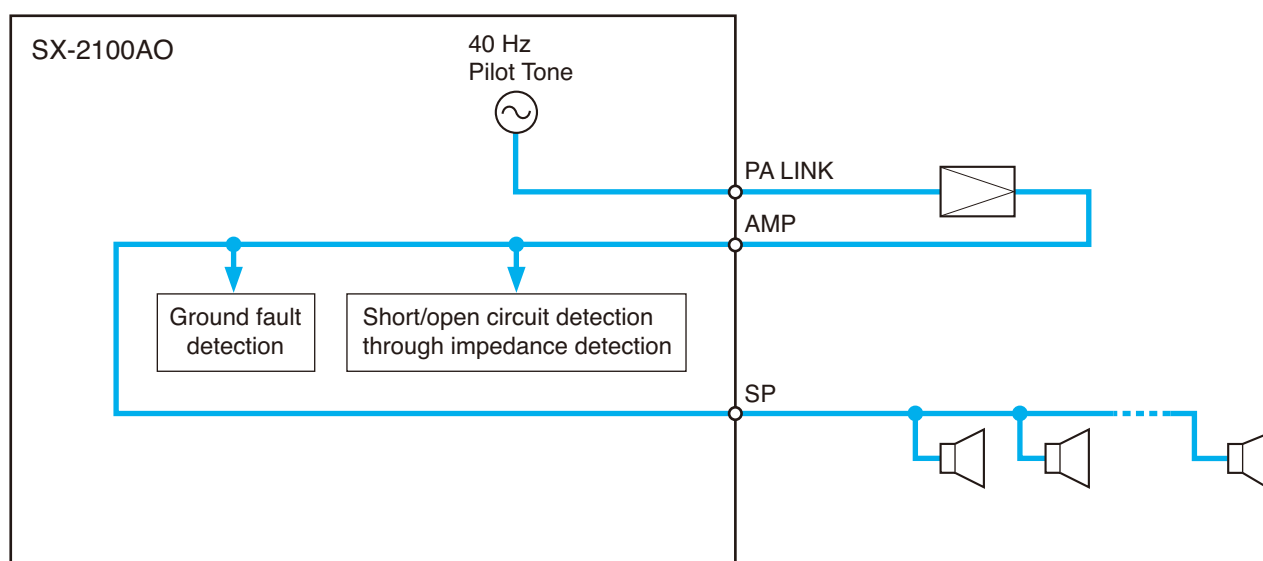 SX-2100AO
40 Hz
Pilot Tone
PA LINK
AMP
Ground fault
detection
Short/open circuit detection
through impedance detection
SP